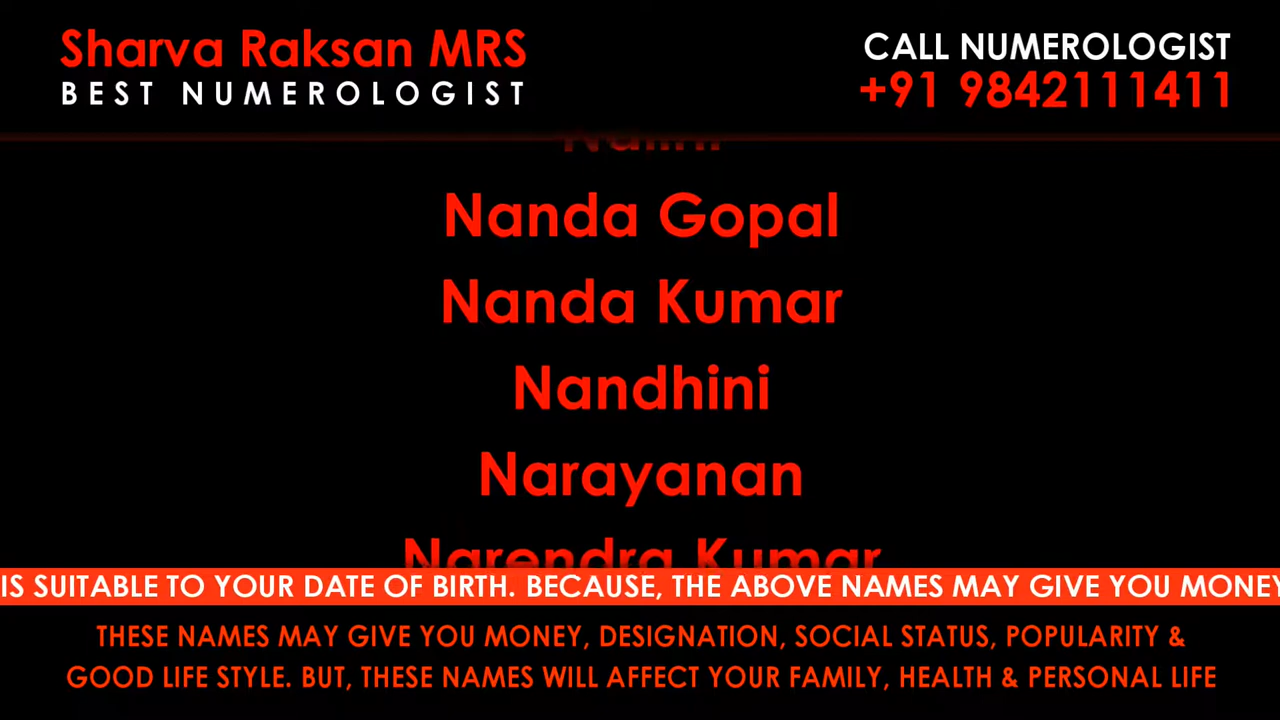 Sharva Raksan MRS
BEST NUMEROLOGIST
CALL NUMEROLOGIST
+91 9842111411
Nalini
Nanda Gopal
Nanda Kumar
Nandhini
Narayanan
Narendra Kumar
IS SUITABLE TO YOUR DATE OF BIRTH. BECAUSE, THE ABOVE NAMES MAY GIVE YOU MONEY
THESE NAMES MAY GIVE YOU MONEY, DESIGNATION, SOCIAL STATUS, POPULARITY &
GOOD LIFE STYLE. BUT, THESE NAMES WILL AFFECT YOUR FAMILY, HEALTH & PERSONAL LIFE